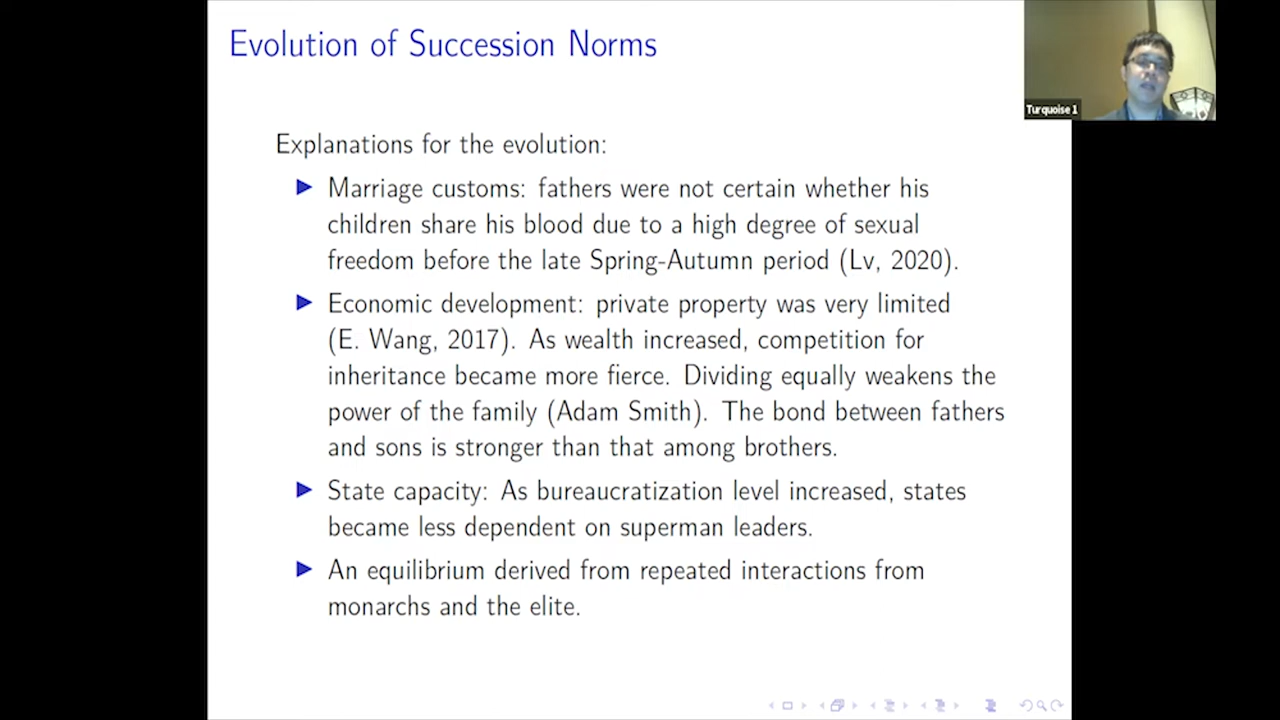 Evolution of Succession Norms
Turquoise 1
Explanations for the evolution:
Marriage customs: fathers were not certain whether his
children share his blood due to a high degree of sexual
freedom before the late Spring-Autumn period (Lv, 2020).
Economic development: private property was very limited
(E. Wang, 2017). As wealth increased, competition for
inheritance became more fierce. Dividing equally weakens the
power of the family (Adam Smith). The bond between fathers
and sons is stronger than that among brothers.
State capacity: As bureaucratization level increased, states
became less dependent on superman leaders.
An equilibrium derived from repeated interactions from
monarchs and the elite.